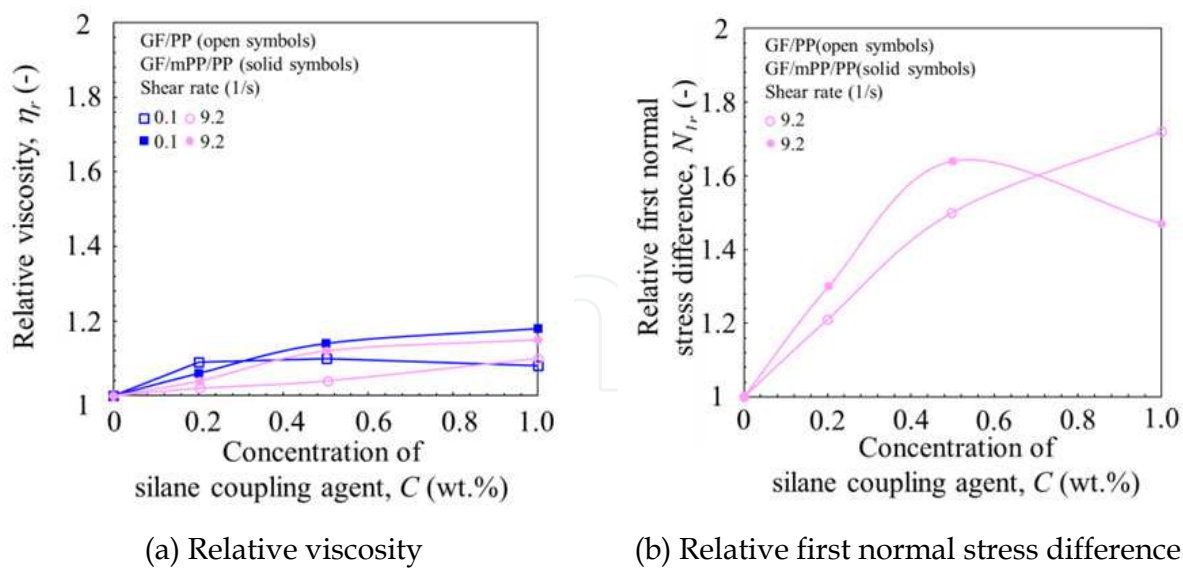 2
1.8
1.6
1.4
1.2
1
Relative viscosity, ηr (-)
GF/PP (open symbols)
GF/mPP/PP (solid symbols)
Shear rate (1/s)
0.1 9.2
0.1 9.2
0 0.2 0.4 0.6 0.8 1.0
Concentration of
silane coupling agent, C (wt.%)
(a) Relative viscosity
2
1.8
1.6
1.4
1.2
1
Relative first normal
stress difference, N1r (-)
GF/PP(open symbols)
GF/mPP/PP(solid symbols)
Shear rate (1/s)
9.2
9.2
0 0.2 0.4 0.6 0.8 1.0
Concentration of
silane coupling agent, C (wt.%)
(b) Relative first normal stress difference